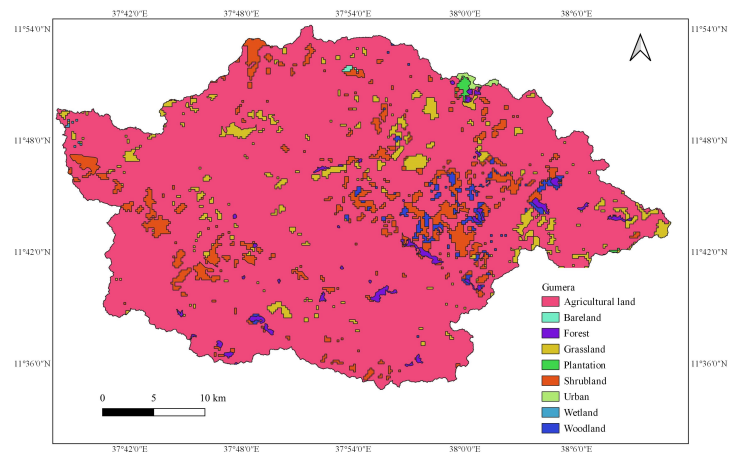 37°42'0"E 37°48'0"E 37°54'0"E 38°0'0"E 38°6'0"E
11°54'0"N 11°54'0"N
11°48'0"N 11°48'0"N
11°42'0"N 11°42'0"N
Gumera
Agricultural land
Bareland
Forest
Grassland
Plantation
Shrubland
Urban
Wetland
Woodland
11°36'0"N 11°36'0"N
0 5 10 km
37°42'0"E 37°48'0"E 37°54'0"E 38°0'0"E 38°6'0"E